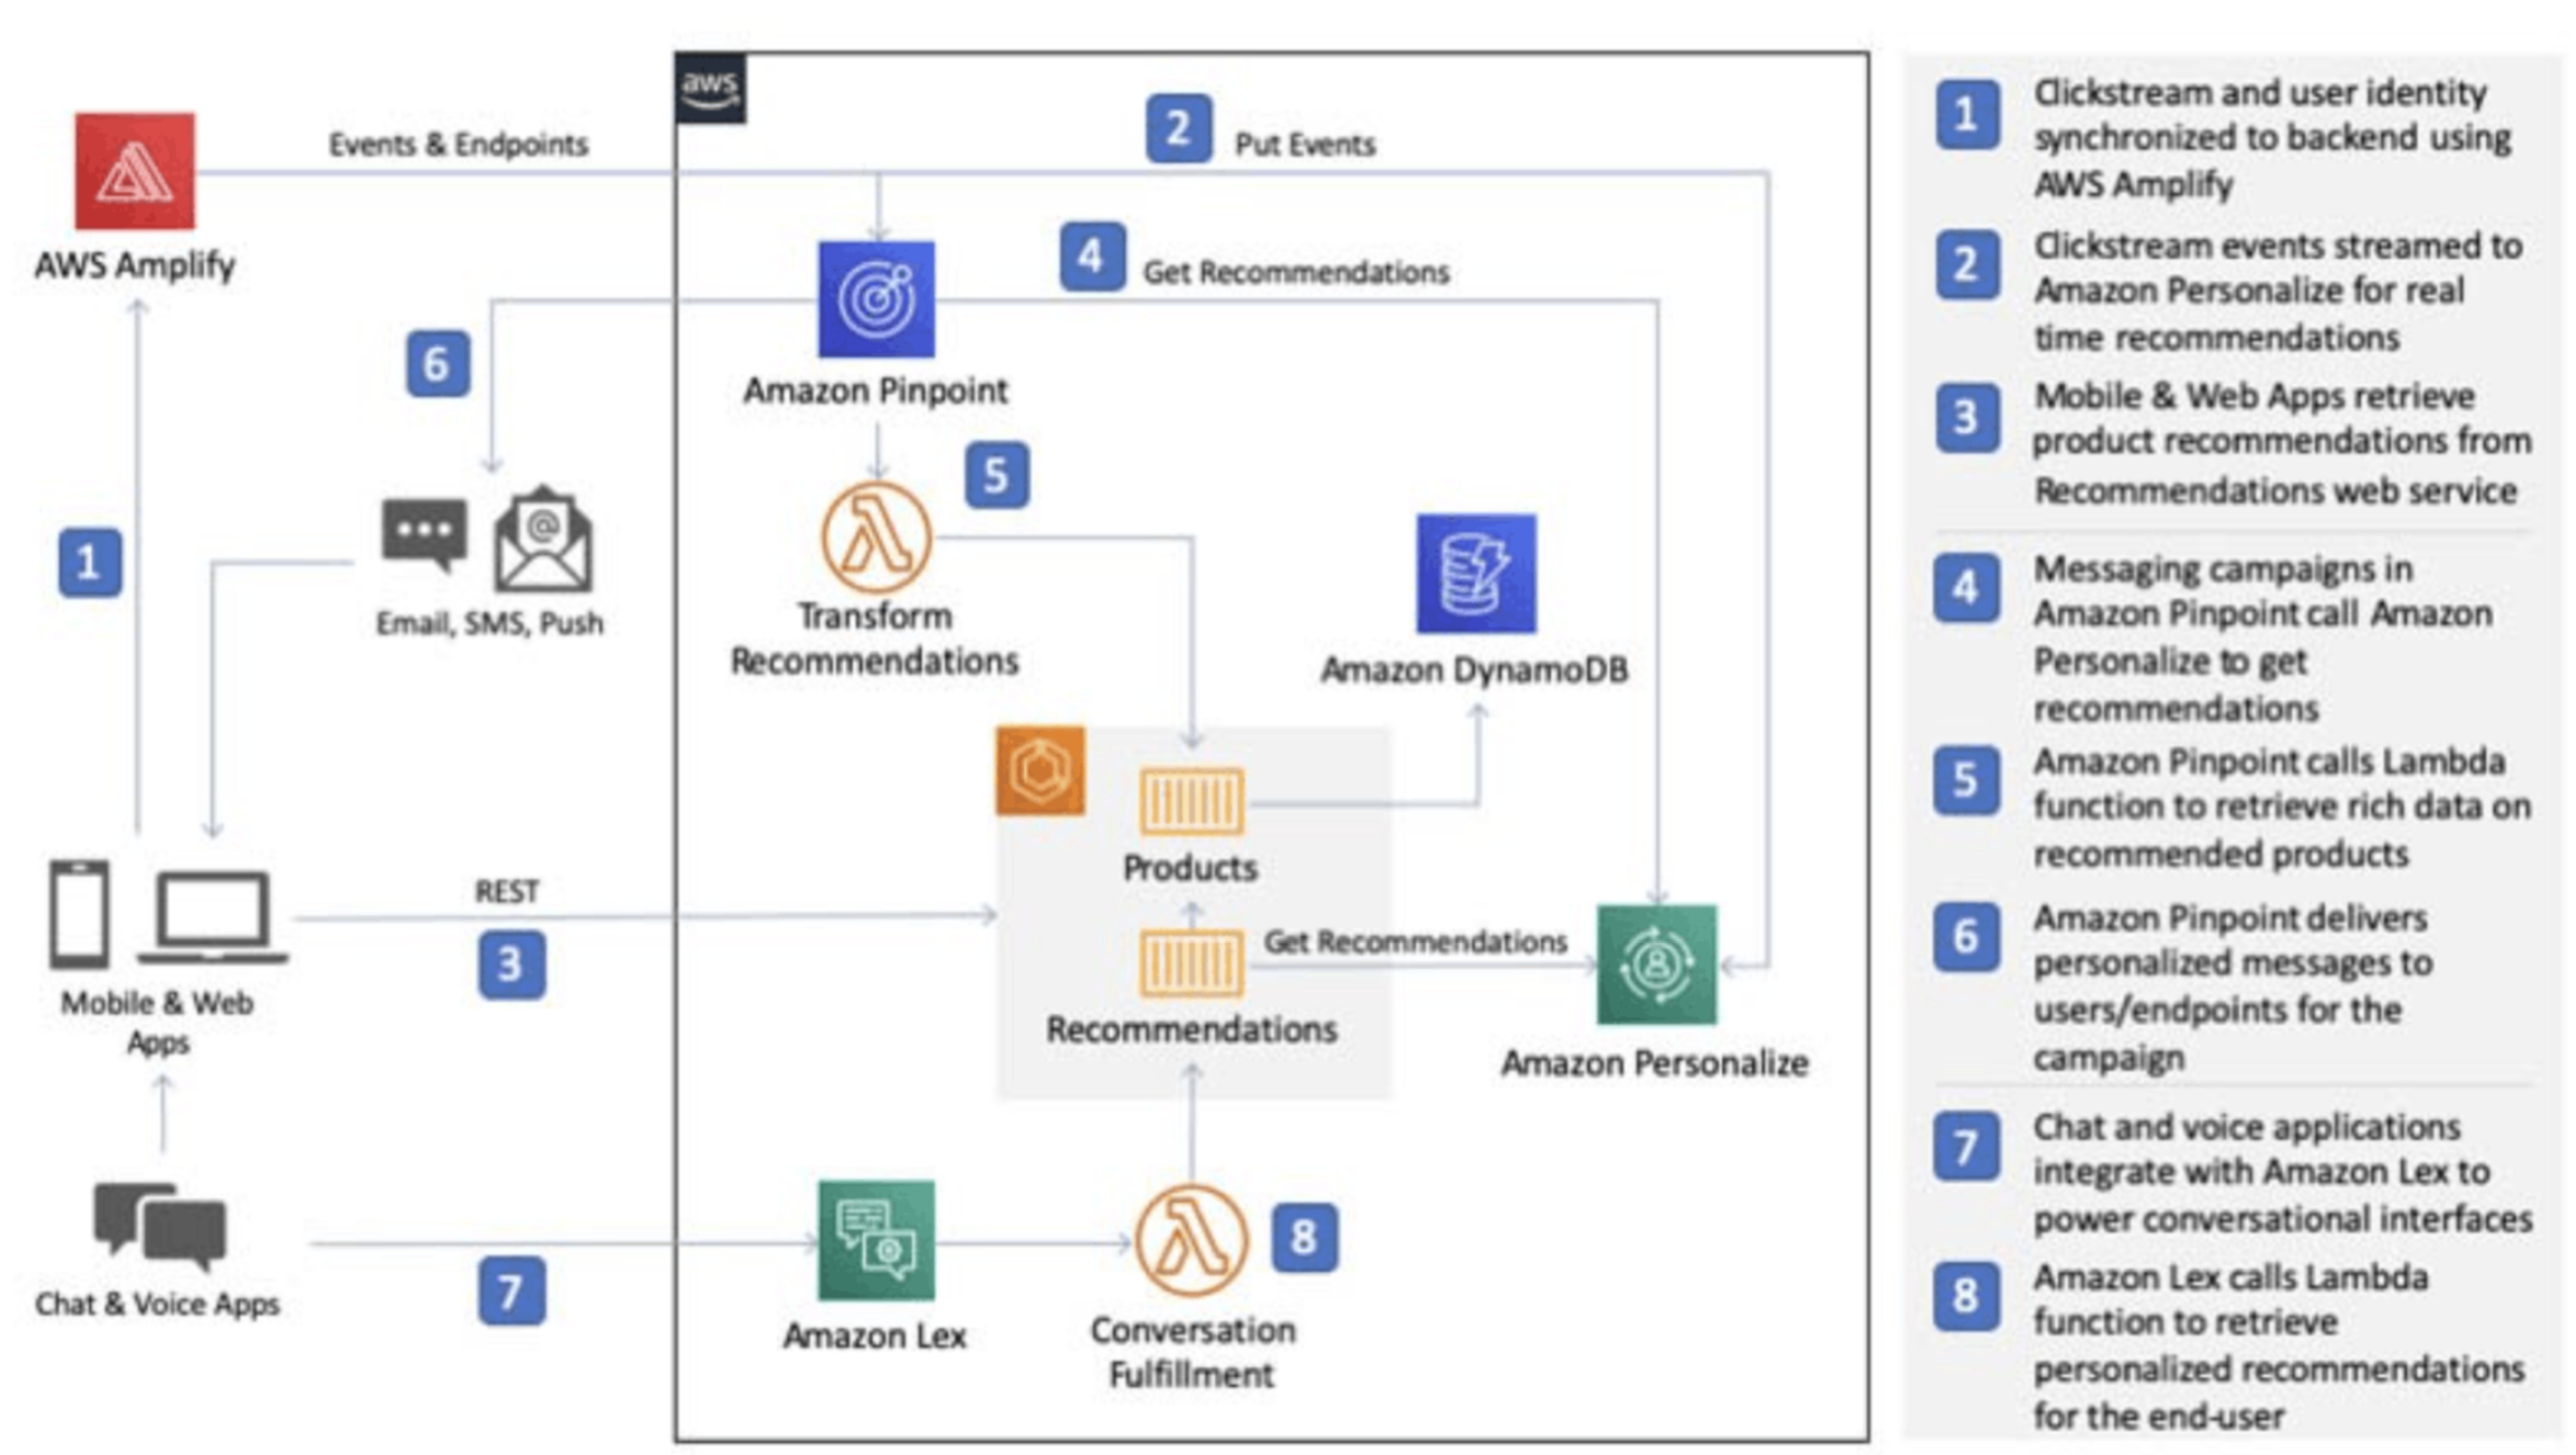 aws
2
Put Events
Events & Endpoints
AWS Amplify
4
Get Recommendations
6
Amazon Pinpoint
5
1
Email, SMS, Push
Transform
Recommendations
Amazon DynamoDB
Products
REST
3
Get Recommendations
Mobile & Web
Apps
Recommendations
Amazon Personalize
8
7
Chat & Voice Apps
Amazon Lex
Conversation
Fulfillment
1
Clickstream and user identity
synchronized to backend using
AWS Amplify
2
Clickstream events streamed to
Amazon Personalize for real
time recommendations
3
Mobile & Web Apps retrieve
product recommendations from
Recommendations web service
4
Messaging campaigns in
Amazon Pinpoint call Amazon
Personalize to get
recommendations
5
Amazon Pinpoint calls Lambda
function to retrieve rich data on
recommended products
6
Amazon Pinpoint delivers
personalized messages to
users/endpoints for the
campaign
7
Chat and voice applications
integrate with Amazon Lex to
power conversational interfaces
8
Amazon Lex calls Lambda
function to retrieve
personalized recommendations
for the end-user